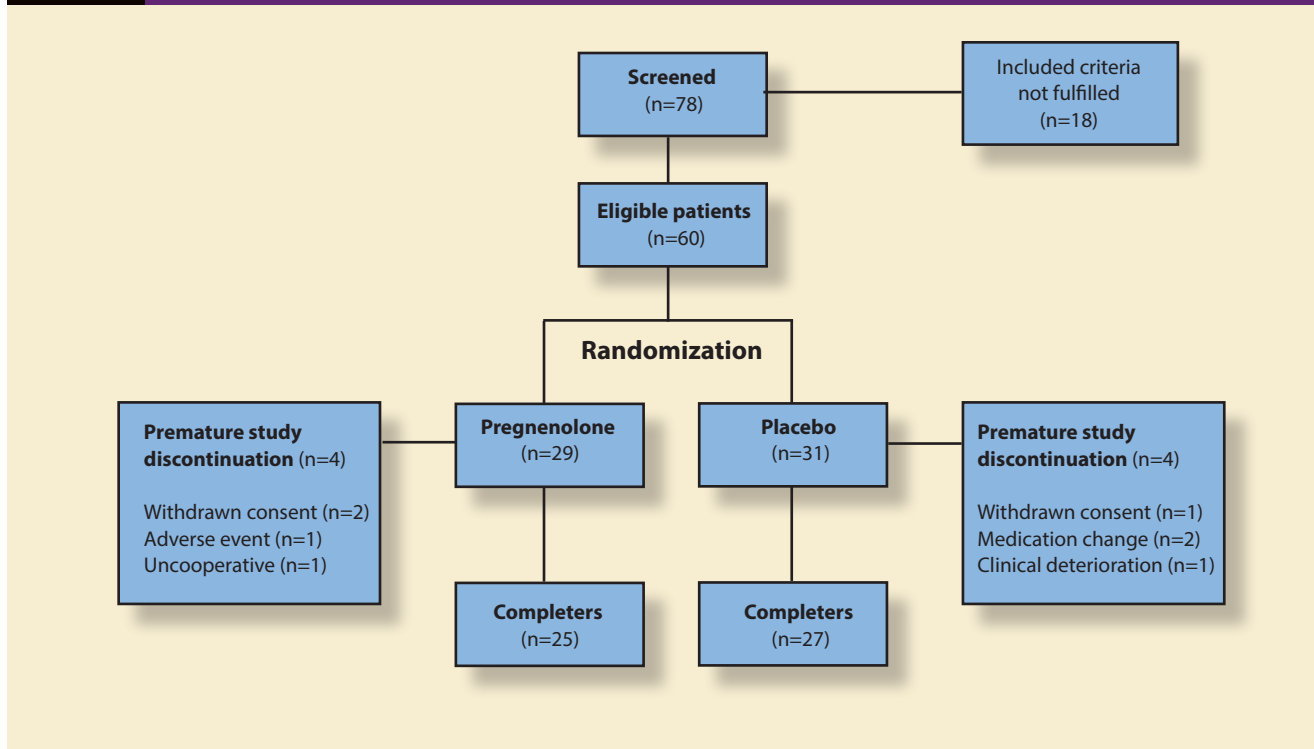 Screened
(n=78)
Included criteria
not fulfilled
(n=18)
Eligible patients
(n=60)
Randomization
Premature study
discontinuation (n=4)
Withdrawn consent (n=2)
Adverse event (n=1)
Uncooperative (n=1)
Pregnenolone
(n=29)
Placebo
(n=31)
Premature study
discontinuation (n=4)
Withdrawn consent (n=1)
Medication change (n=2)
Clinical deterioration (n=1)
Completers
(n=25)
Completers
(n=27)